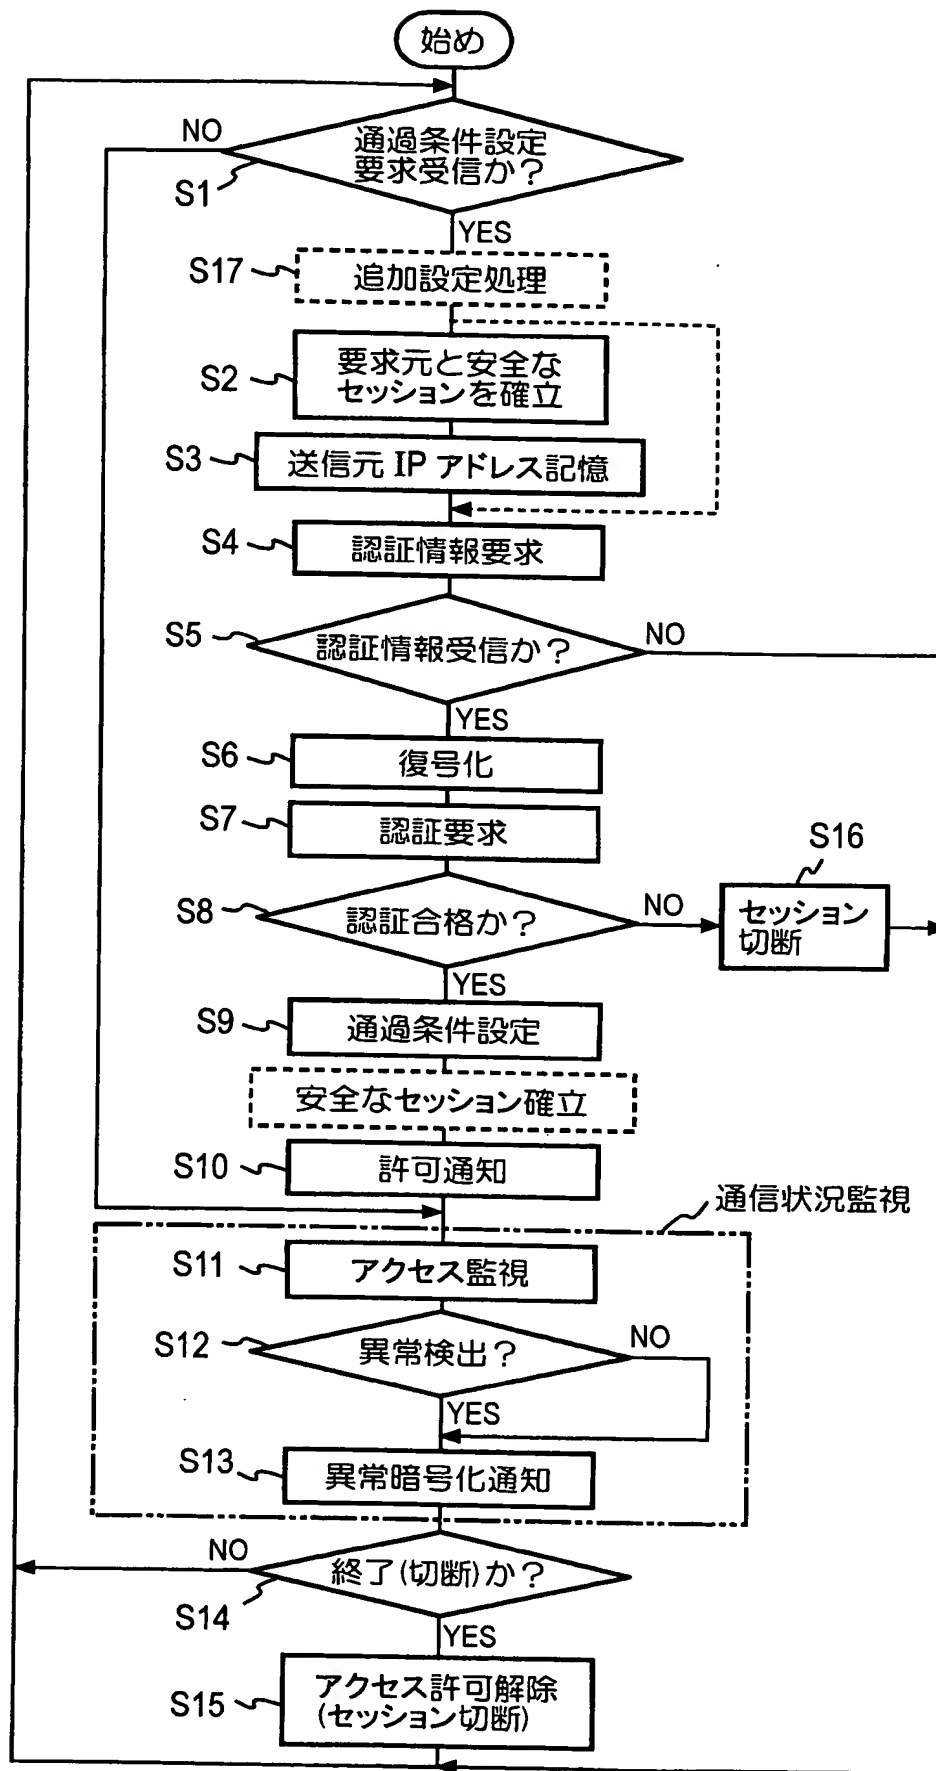 始め
NO
通過条件設定
要求受信か？
S1
YES
S17
追加設定処理
S2
要求元と安全な
セッションを確立
S3
送信元 IP アドレス記憶
S4
認証情報要求
S5
認証情報受信か？
NO
YES
S6
復号化
S7
認証要求
S16
S8
認証合格か？
NO
セッション
切断
YES
S9
通過条件設定
安全なセッション確立
S10
許可通知
通信状況監視
S11
アクセス監視
S12
異常検出？
NO
YES
S13
異常暗号化通知
NO
終了(切断)か？
S14
YES
S15
アクセス許可解除
(セッション切断)